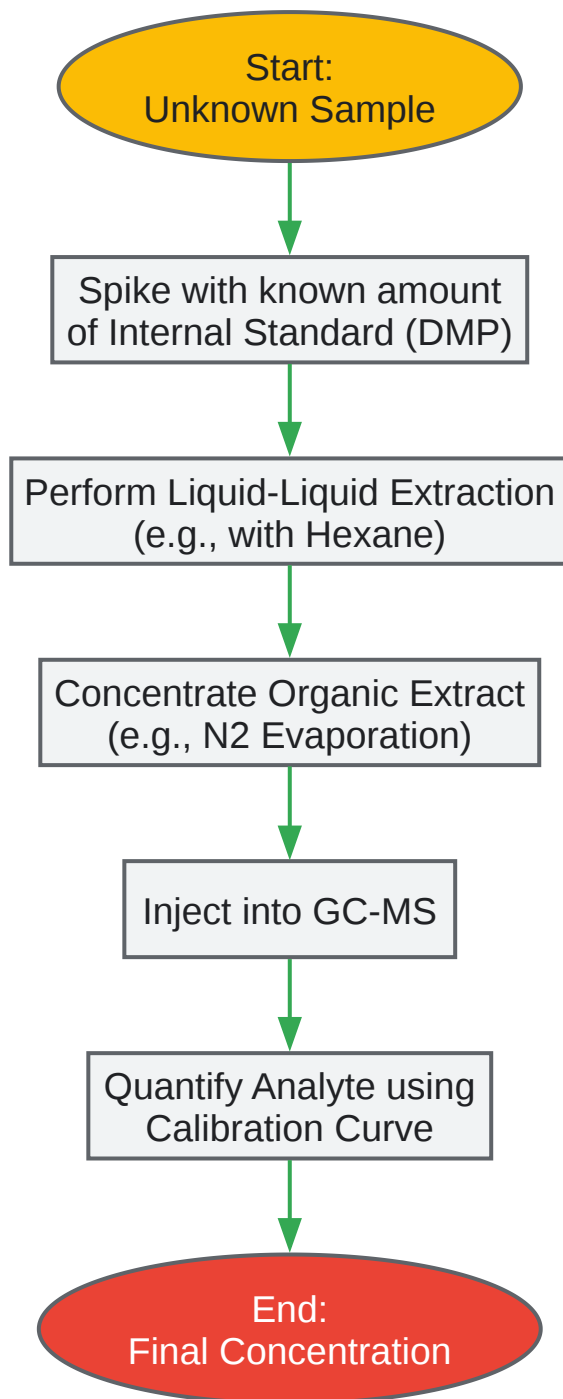 Start:
Unknown Sample
Spike with known amount
of Internal Standard (DMP)
Perform Liquid-Liquid Extraction
(e.g., with Hexane)
Concentrate Organic Extract
(e.g., N2 Evaporation)
Inject into GC-MS
Quantify Analyte using
Calibration Curve
End:
Final Concentration